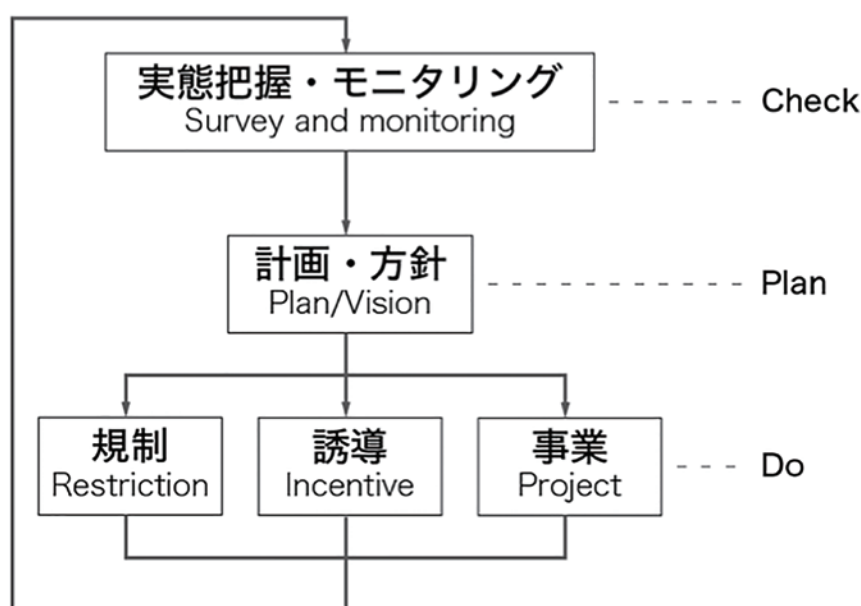 実態把握・モニタリング
Survey and monitoring
Check
計画・方針
Plan/Vision
Plan
規制
Restriction
誘導
Incentive
事業
Project
Do